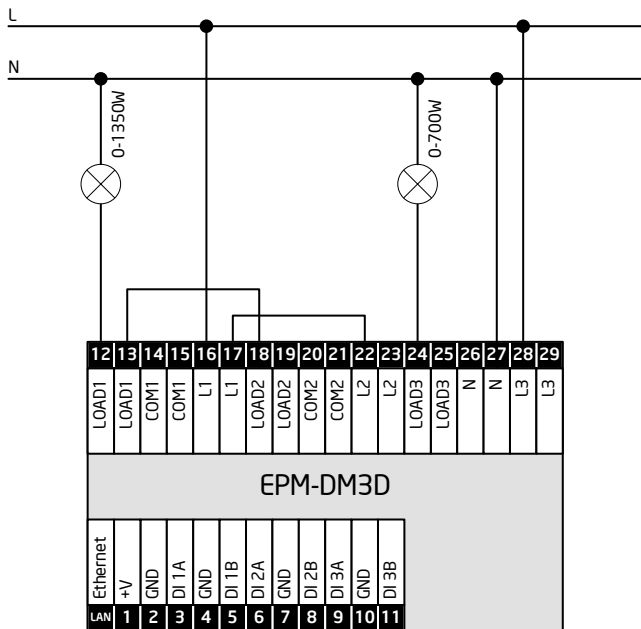 L
N
0-1350W
0-700W
12 13 14 15 16 17 18 19 20 21 22 23 24 25 26 27 28 29
LOAD1 LOAD1 COM1 COM1 L1 L1 LOAD2 LOAD2 COM2 COM2 L2 L2 LOAD3 LOAD3 N N L3 L3
EPM-DM3D
Ethernet +V GND DI 1A GND DI 1B DI 2A GND DI 2B DI 3A GND DI 3B
LAN 1 2 3 4 5 6 7 8 9 10 11